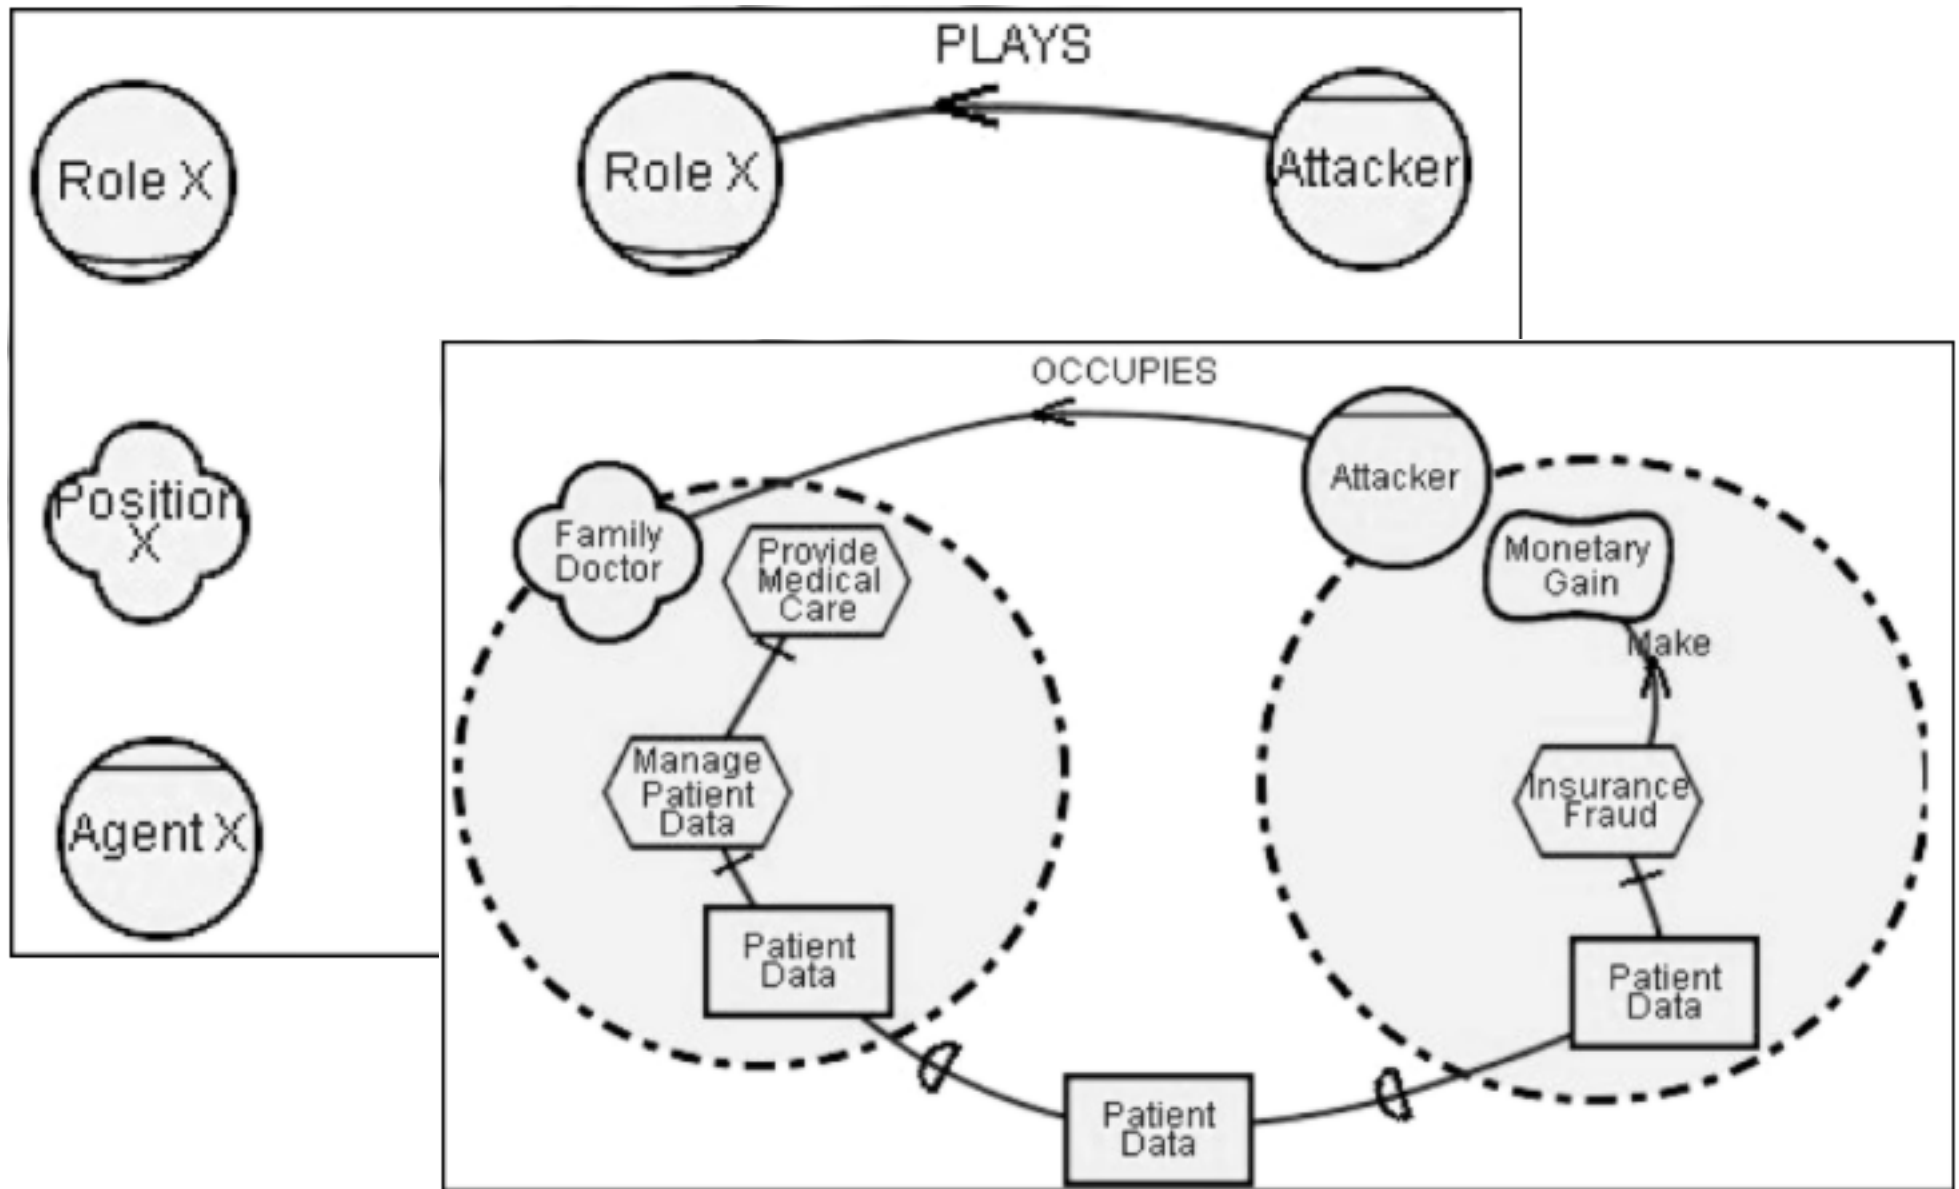 PLAYS
Role X
Role X
Attacker
Position
X
Agent X
OCCUPIES
Attacker
Family
Doctor
Provide
Medical
Care
Monetary
Gain
Make
Manage
Patient
Data
Insurance
Fraud
Patient
Data
Patient
Data
Patient
Data